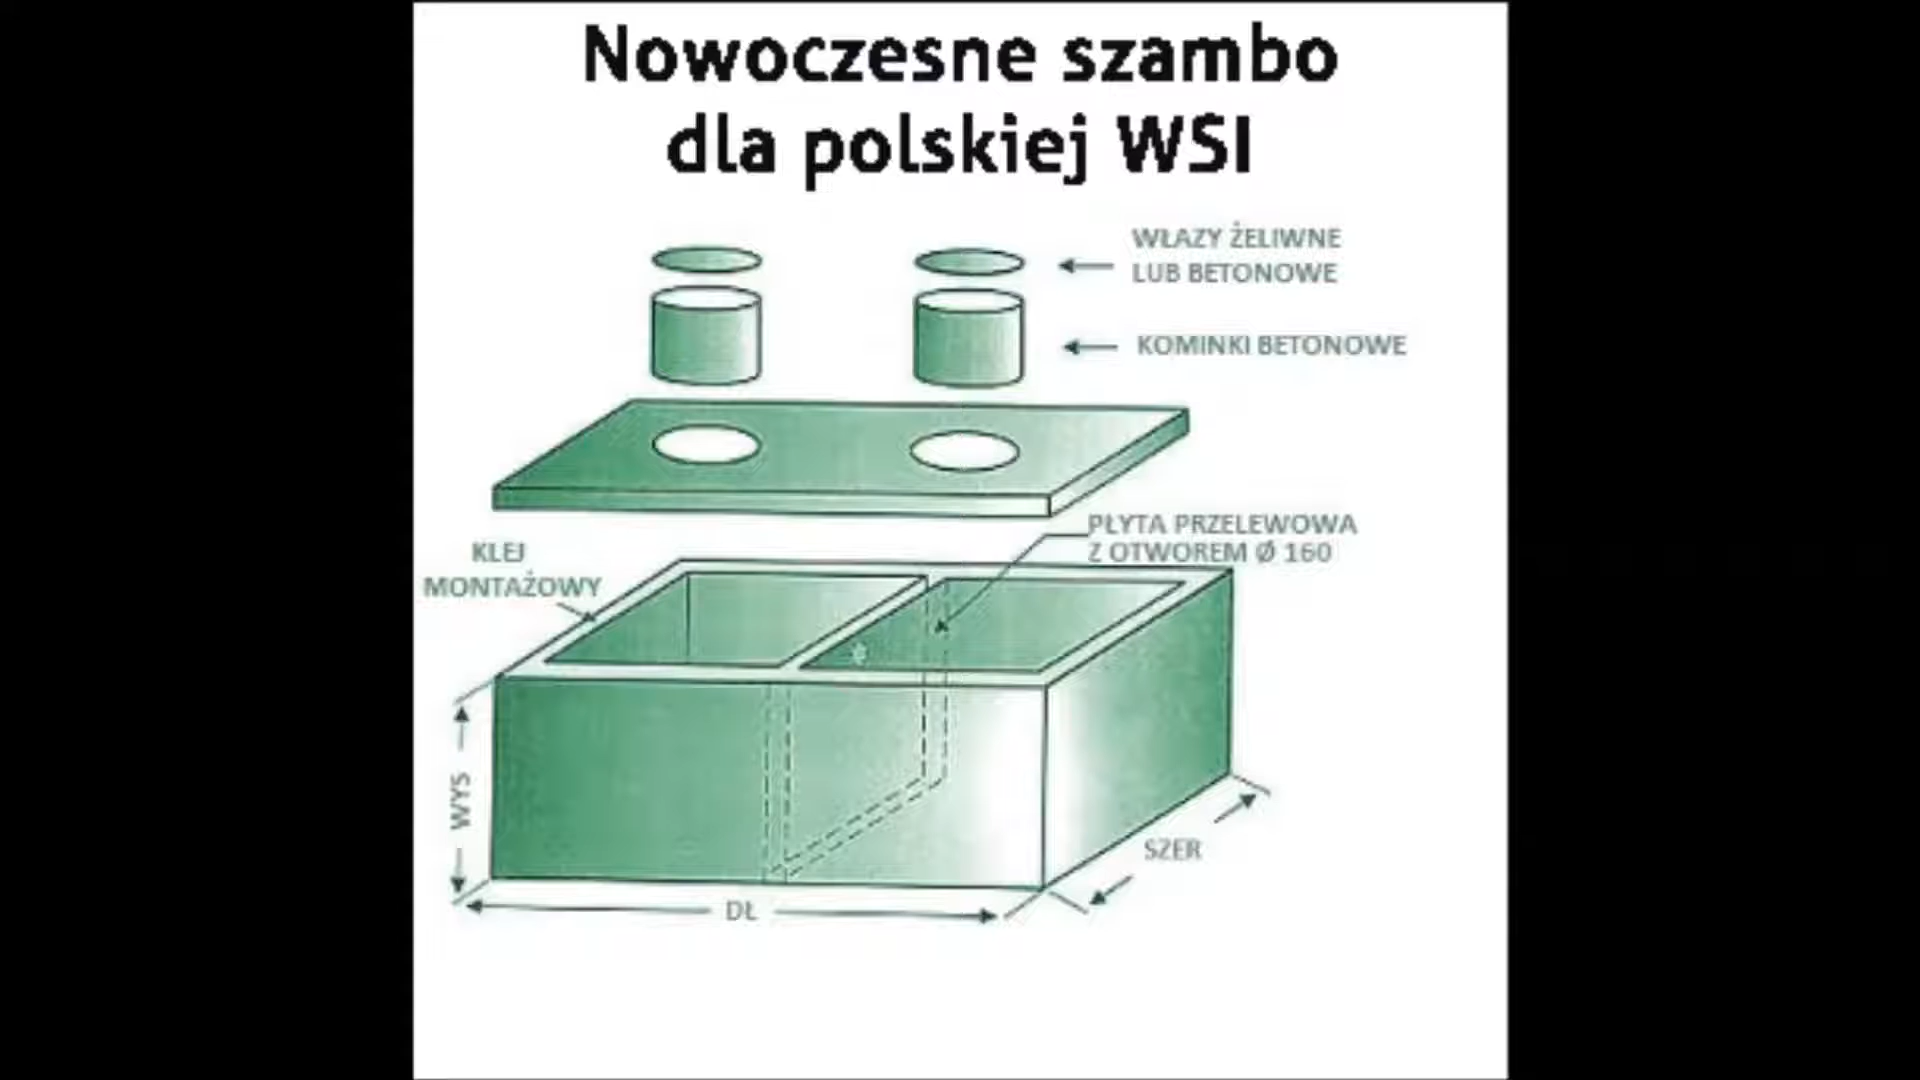 Nowoczesne szambo
dla polskiej WSI
WŁAZY ŻELIWNE
LUB BETONOWE
KOMINKI BETONOWE
PŁYTA PRZELEWOWA
Z OTWOREM Ø 160
KLEJ
MONTAŻOWY
WYS
SZER
DŁ